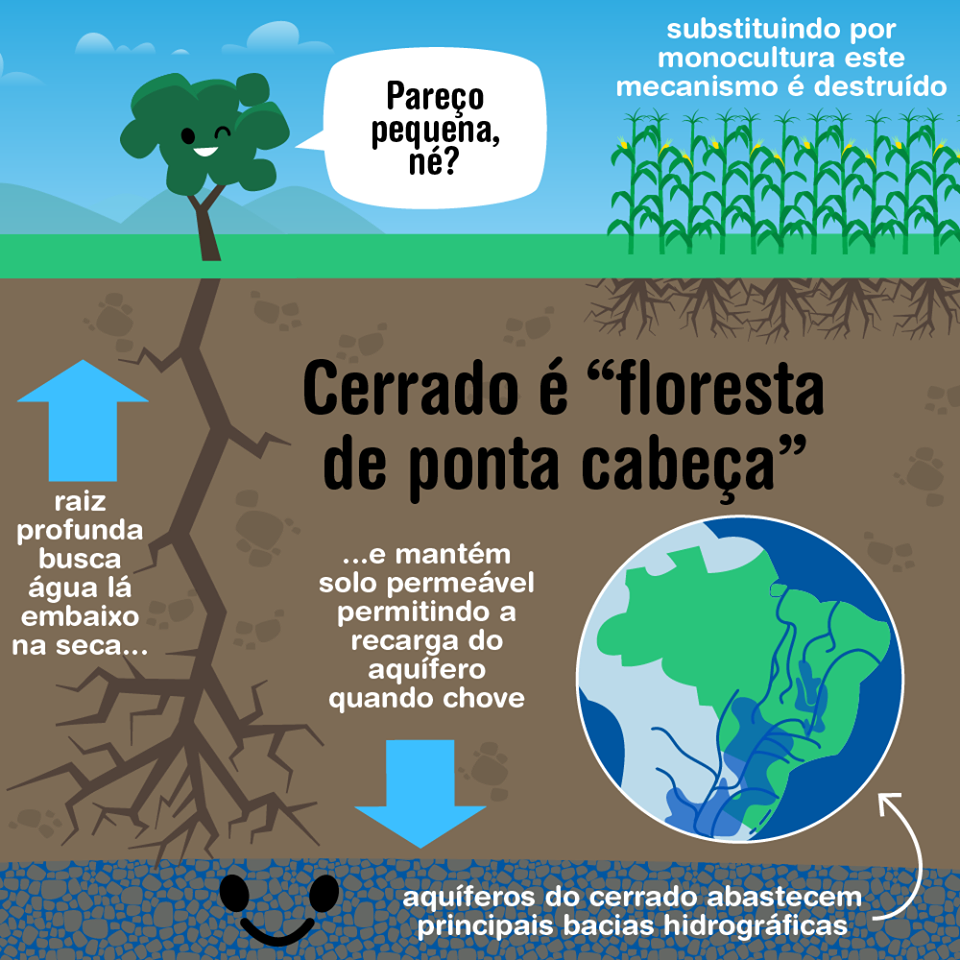 substituindo por
monocultura este
mecanismo é destruído
Pareço
pequena,
né?
Cerrado é “floresta
de ponta cabeça”
raiz
profunda
busca
água lá
embaixo
na seca...
...e mantém
solo permeável
permitindo a
recarga do
aquífero
quando chove
aquíferos do cerrado abastecem
principais bacias hidrográficas